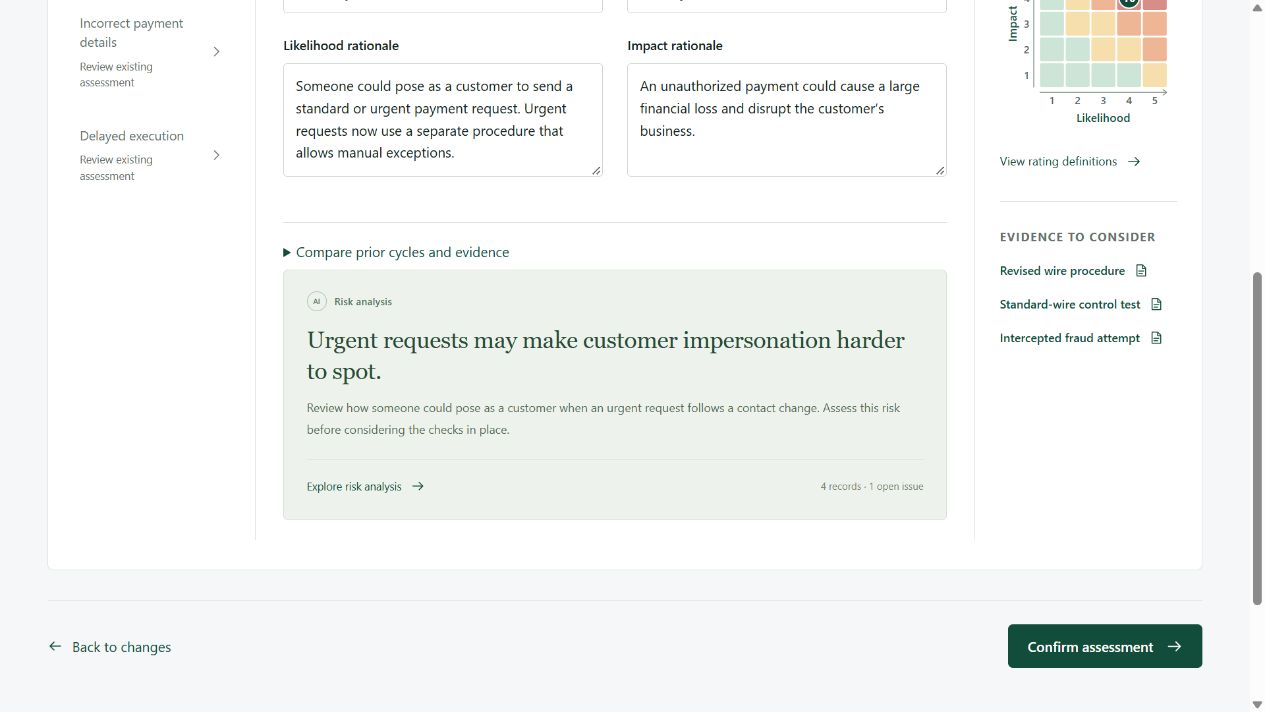 Incorrect payment
details
Review existing
assessment
Delayed execution
Review existing
assessment
Likelihood rationale
Someone could pose as a customer to send a
standard or urgent payment request. Urgent
requests now use a separate procedure that
allows manual exceptions.
Impact rationale
An unauthorized payment could cause a large
financial loss and disrupt the customer's
business.
Compare prior cycles and evidence
AI Risk analysis
Urgent requests may make customer impersonation harder
to spot.
Review how someone could pose as a customer when an urgent request follows a contact change. Assess this risk
before considering the checks in place.
Explore risk analysis
4 records · 1 open issue
Impact
3
2
1
1 2 3 4 5
Likelihood
View rating definitions
EVIDENCE TO CONSIDER
Revised wire procedure
Standard-wire control test
Intercepted fraud attempt
Back to changes
Confirm assessment